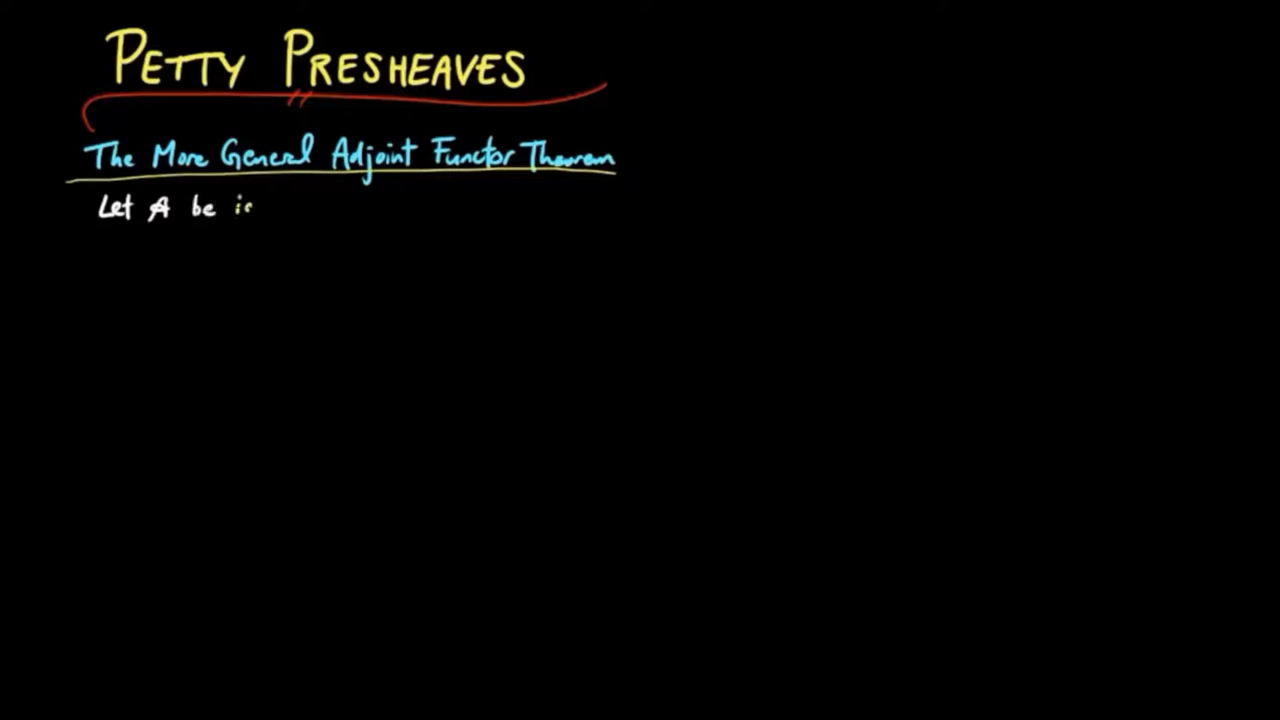 PETTY PRESHEAVES
The More General Adjoint Functor Theorem
Let A be